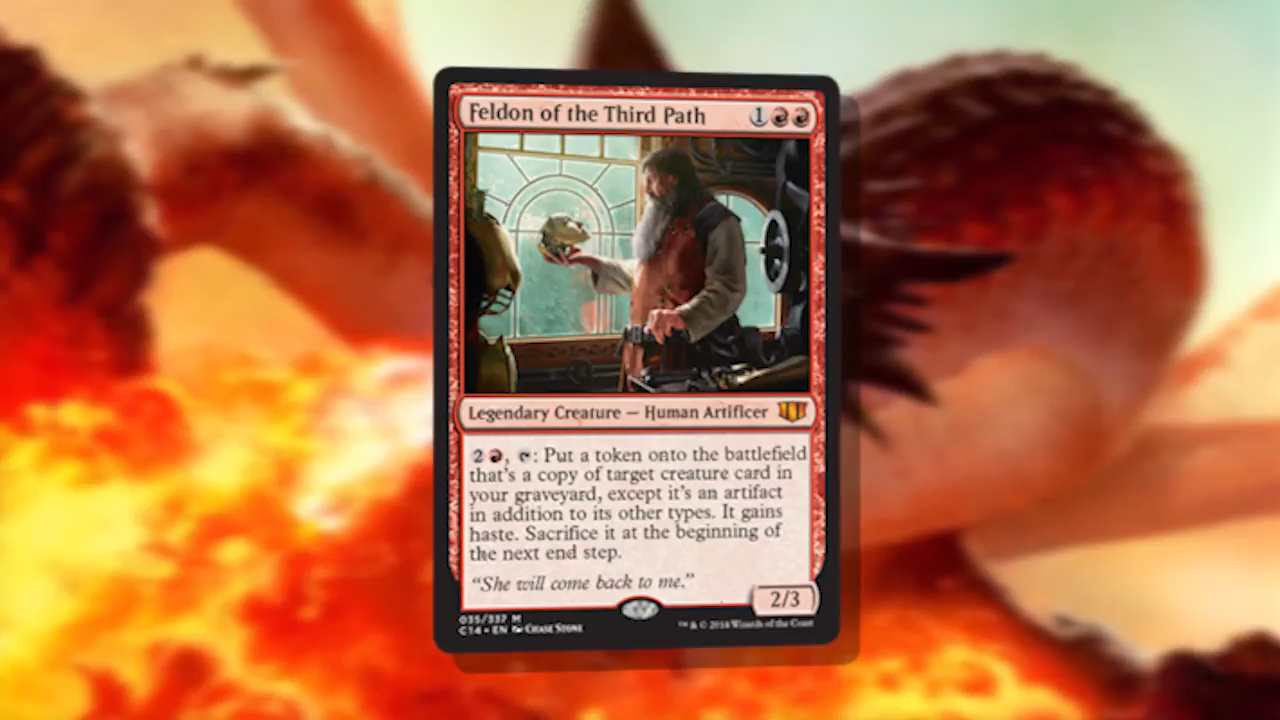 Feldon of the Third Path 1
Legendary Creature — Human Artificer
2, : Put a token onto the battlefield
that's a copy of target creature card in
your graveyard, except it's an artifact
in addition to its other types. It gains
haste. Sacrifice it at the beginning of
the next end step.
"She will come back to me."
2/3
035/337 M
C14 • EN Chase Stone
™ & © 2014 Wizards of the Coast